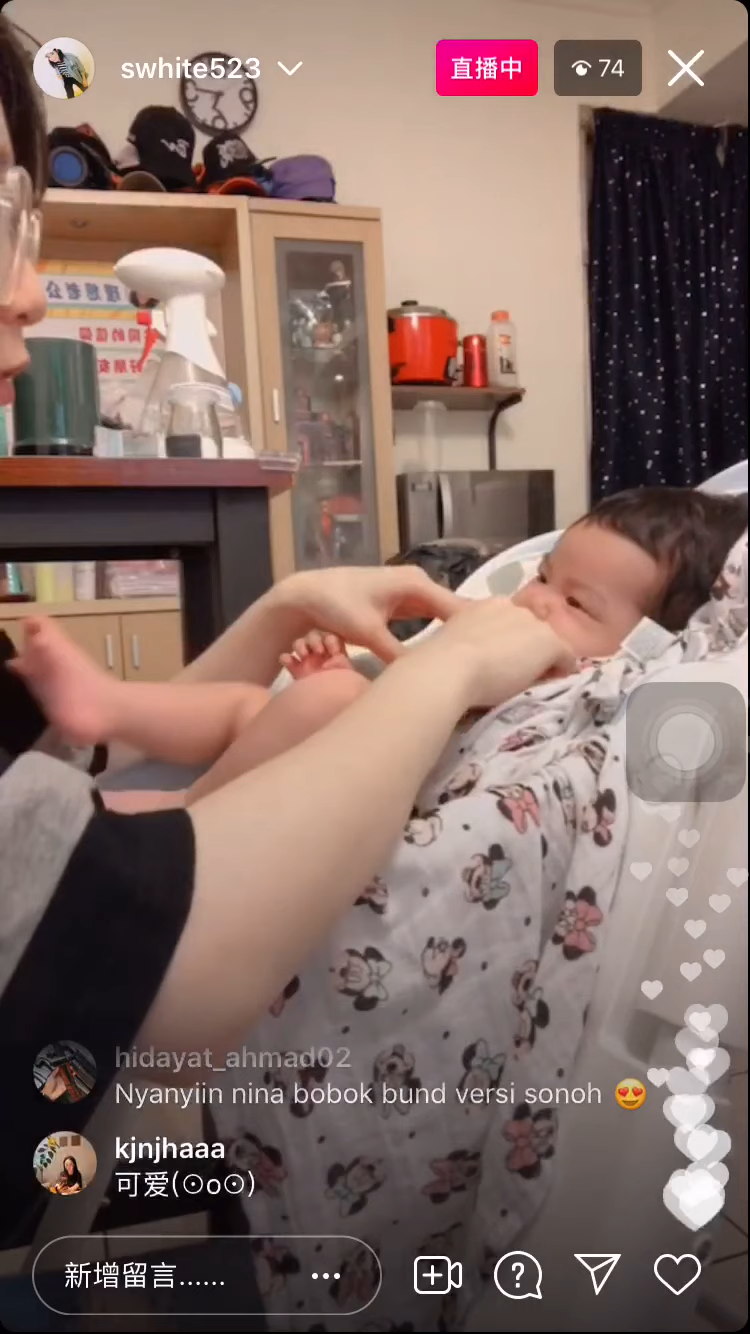 swhite523
直播中
74
hidayat_ahmad02
Nyanyiin nina bobok bund versi sonoh 😍
kjnjhaaa
可爱(⊙o⊙)
新增留言......